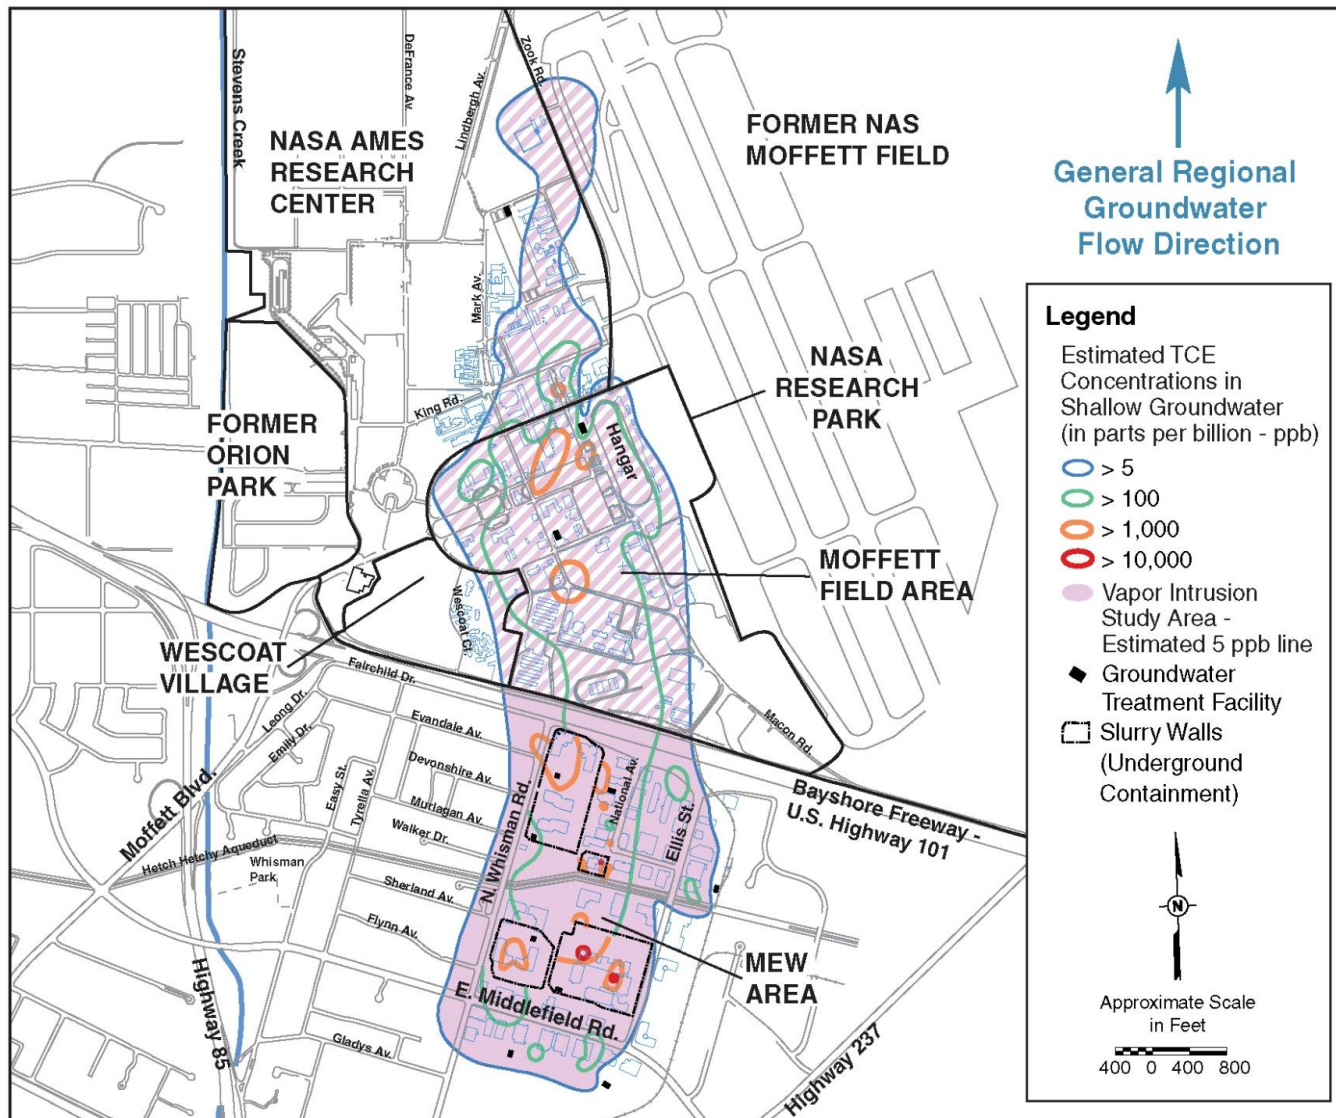 Stevens Creek
DeFrance Av.
Lindbergh Av.
Zook Rd.
NASA AMES
RESEARCH
CENTER
FORMER NAS
MOFFETT FIELD
General Regional
Groundwater
Flow Direction
Mark Av.
King Rd.
NASA
RESEARCH
PARK
FORMER
ORION
PARK
Hangar
MOFFETT
FIELD AREA
Wescoat Ct.
WESCOAT
VILLAGE
Fairchild Dr.
Leong Dr.
Emily Dr.
Evandale Av.
Devonshire Av.
Easy St.
Tyrella Av.
Mutlagan Av.
Walker Dr.
Moffett Blvd.
Hetch Hetchy Aqueduct
Whisman
Park
Sherland Av.
Flynn Av.
N. Whisman Rd.
National Av.
Ellis St.
Macon Rd.
Bayshore Freeway -
U.S. Highway 101
MEW
AREA
E. Middlefield Rd.
Gladys Av.
Highway 85
Highway 237
Legend
Estimated TCE
Concentrations in
Shallow Groundwater
(in parts per billion - ppb)
> 5
> 100
> 1,000
> 10,000
Vapor Intrusion
Study Area -
Estimated 5 ppb line
Groundwater
Treatment Facility
Slurry Walls
(Underground
Containment)
N
Approximate Scale
in Feet
400 0 400 800